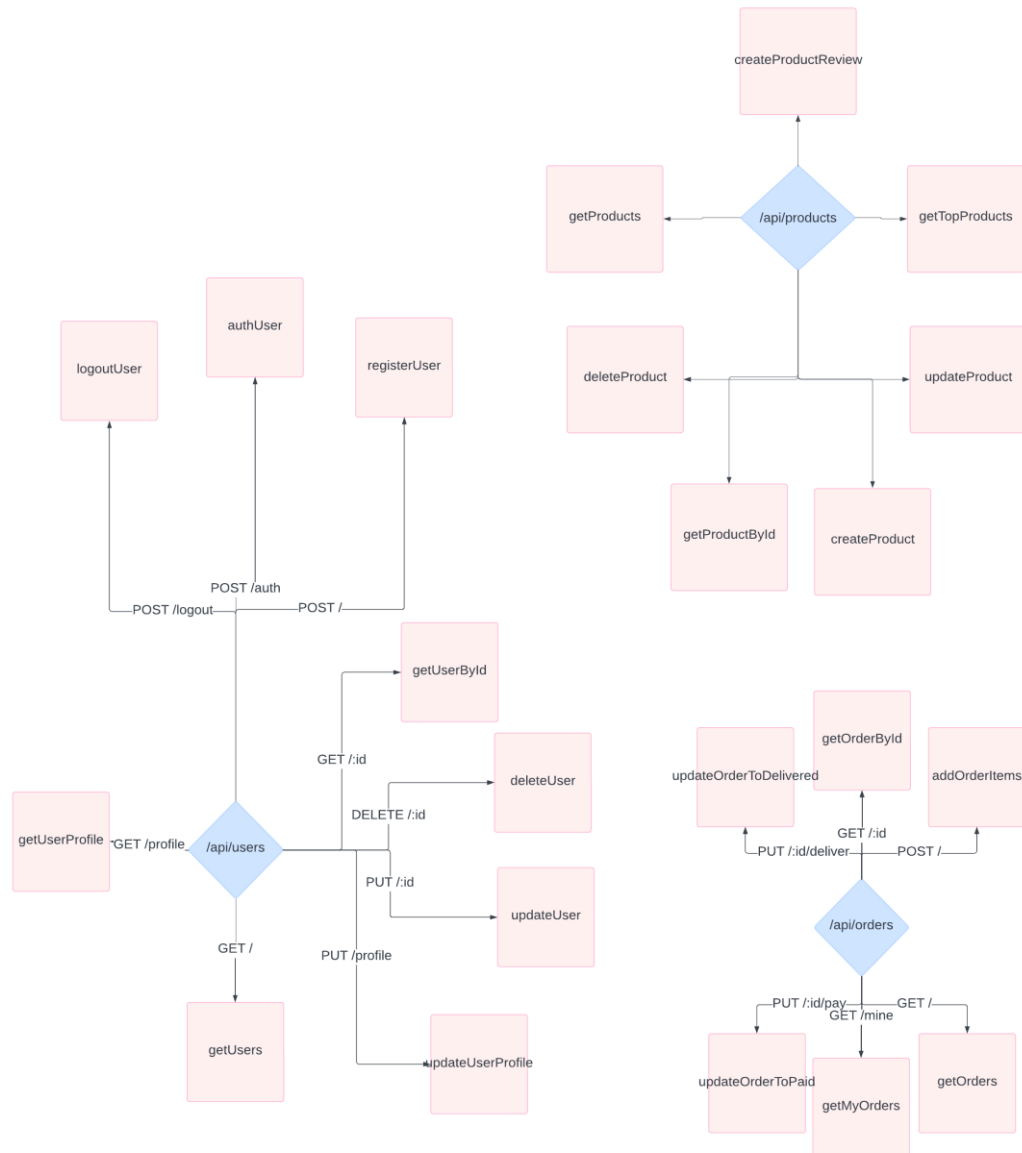 createProductReview
getProducts
/api/products
getTopProducts
authUser
logoutUser
registerUser
deleteProduct
updateProduct
getProductById
createProduct
POST /auth
POST /logout
POST /
getUserById
GET /:id
deleteUser
DELETE /:id
getUserProfile
GET /profile
/api/users
PUT /:id
updateUser
PUT /profile
GET /
getUsers
updateUserProfile
getOrderById
updateOrderToDelivered
addOrderItems
GET /:id
PUT /:id/deliver
POST /
/api/orders
PUT /:id/pay
GET /
GET /mine
updateOrderToPaid
getOrders
getMyOrders